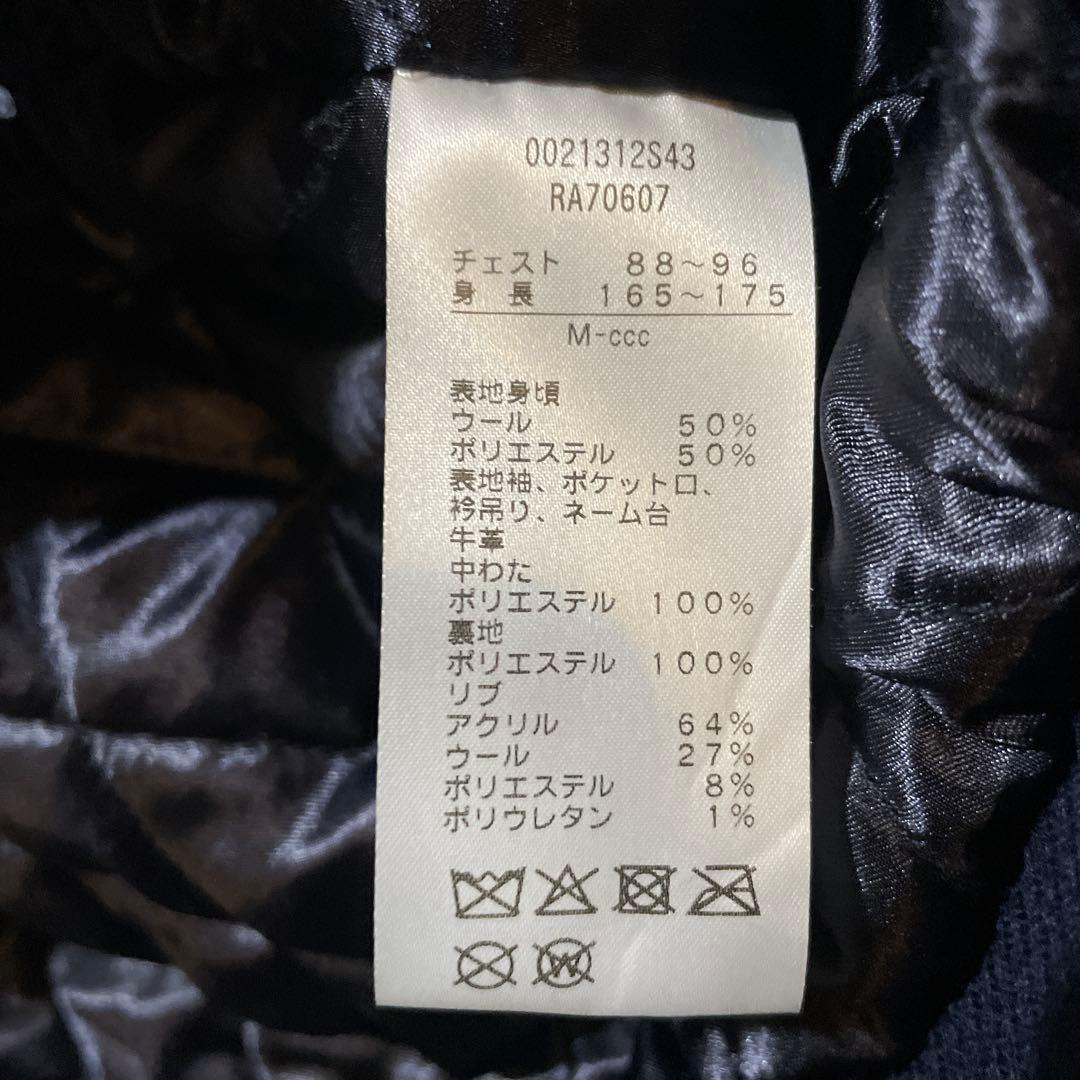 0021312S43
RA70607
チェスト 88～96
身長 165～175
M-ccc
表地身頃
ウール 50%
ポリエステル 50%
表地袖、ポケット口、
衿吊り、ネーム台
牛革
中わた
ポリエステル 100%
裏地
ポリエステル 100%
リブ
アクリル 64%
ウール 27%
ポリエステル 8%
ポリウレタン 1%
W